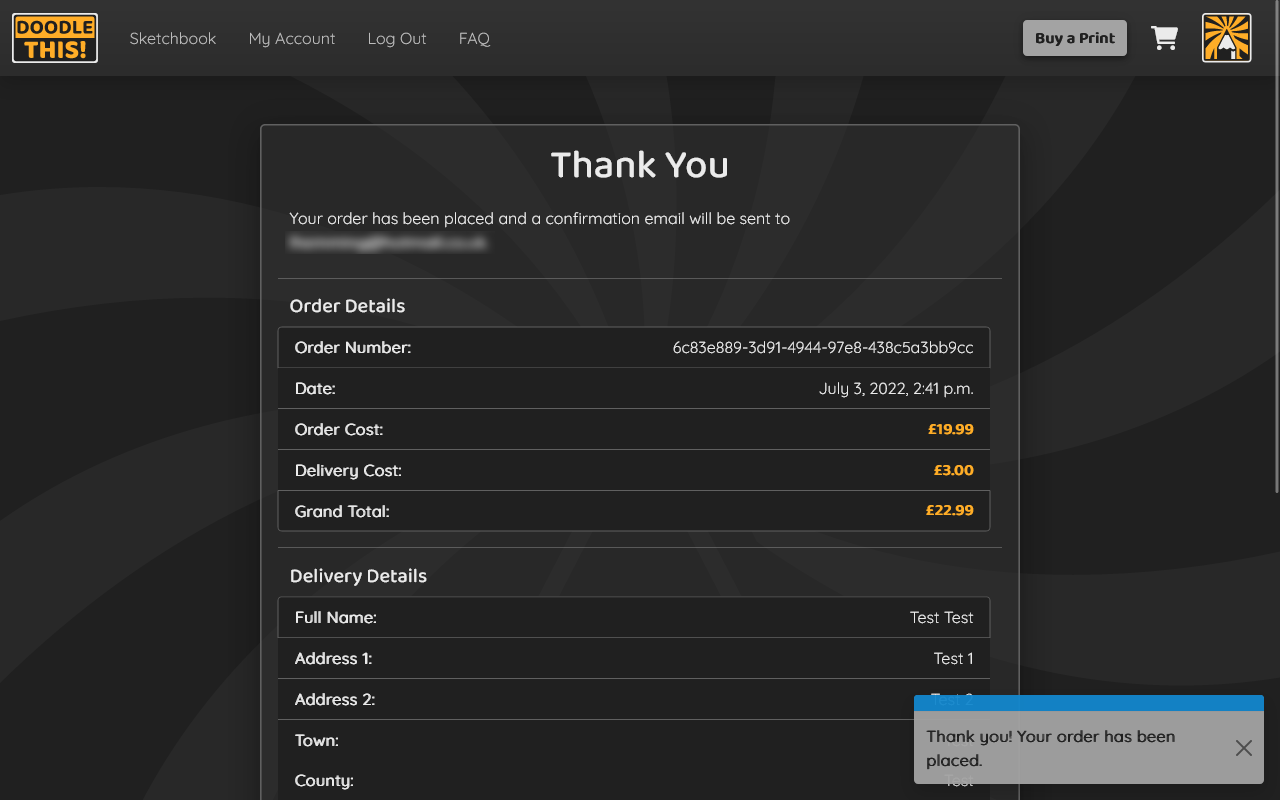 DOODLE
THIS!
Sketchbook
My Account
Log Out
FAQ
Buy a Print
Thank You
Your order has been placed and a confirmation email will be sent to
Order Details
Order Number: 6c83e889-3d91-4944-97e8-438c5a3bb9cc
Date: July 3, 2022, 2:41 p.m.
Order Cost: £19.99
Delivery Cost: £3.00
Grand Total: £22.99
Delivery Details
Full Name: Test Test
Address 1: Test 1
Address 2: Test 2
Town:
County: Test
Thank you! Your order has been
placed.